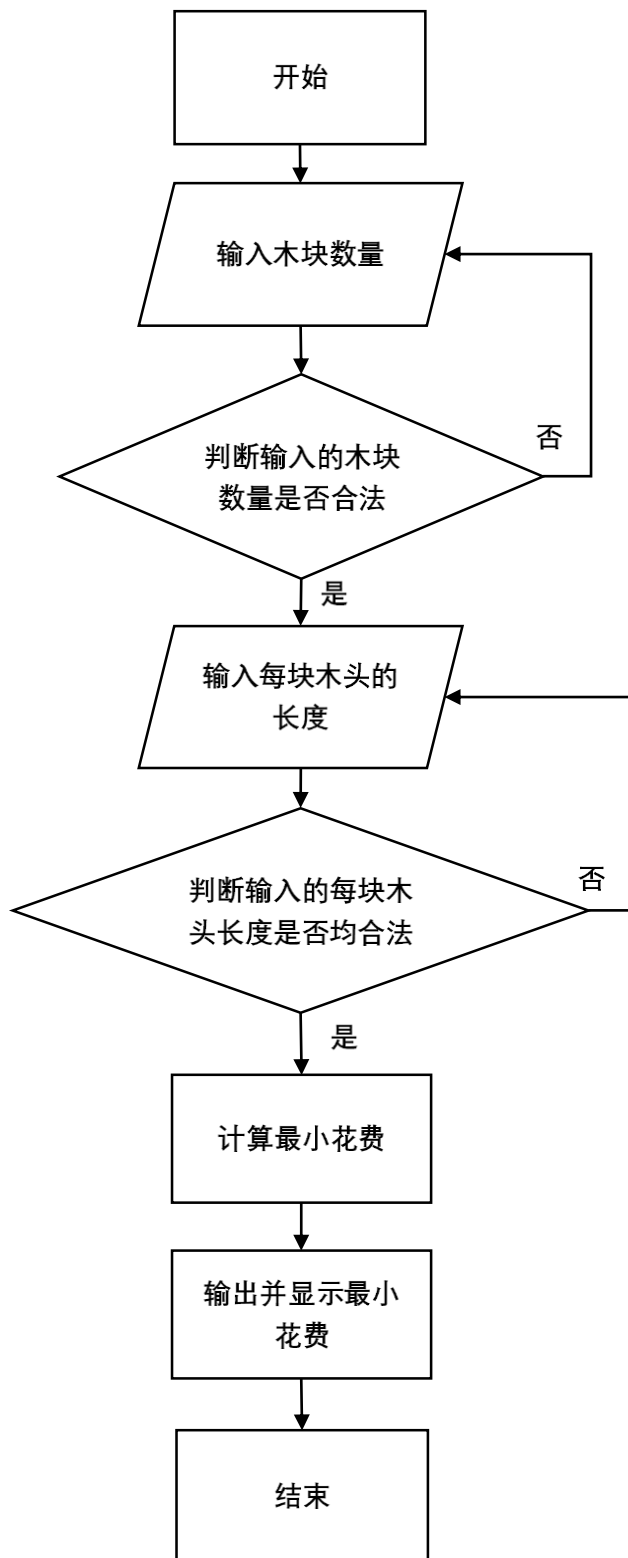 开始
输入木块数量
判断输入的木块
数量是否合法
否
是
输入每块木头的
长度
判断输入的每块木
头长度是否均合法
否
是
计算最小花费
输出并显示最小
花费
结束